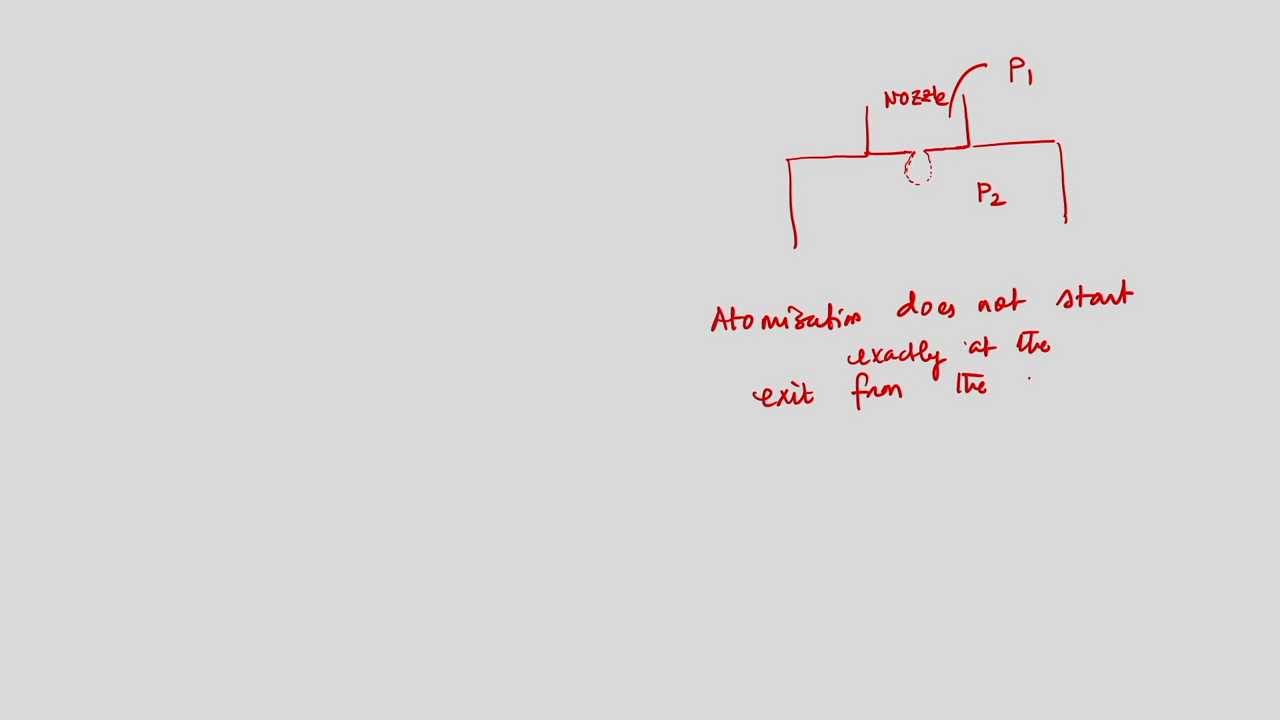 Nozzle P1
P2
Atomization does not start
exactly at the
exit from the